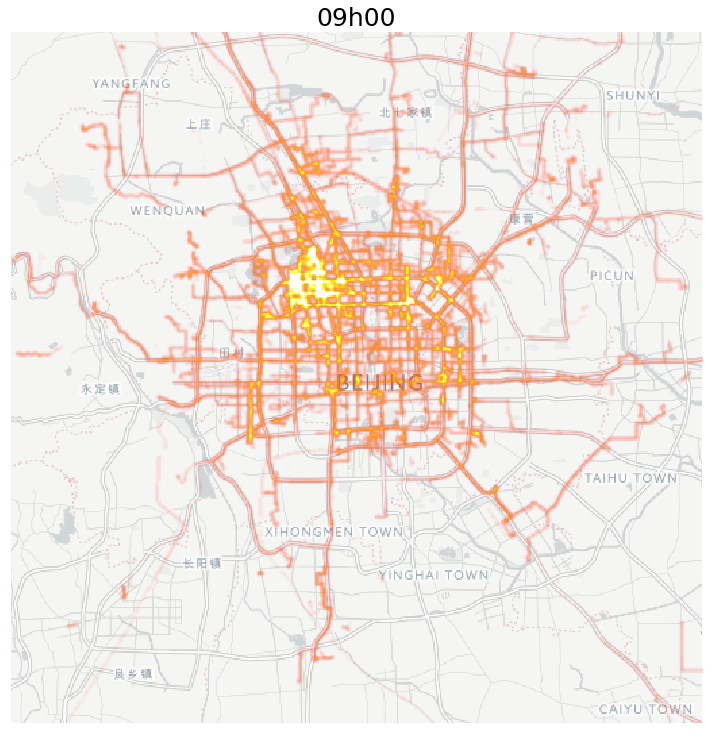 09h00
YANGFANG
SHUNYI
北七家镇
上庄
WENQUAN
康营
PICUN
田村
BEIJING
永定镇
TAIHU TOWN
XIHONGMEN TOWN
长阳镇
YINGHAI TOWN
良乡镇
CAIYU TOWN